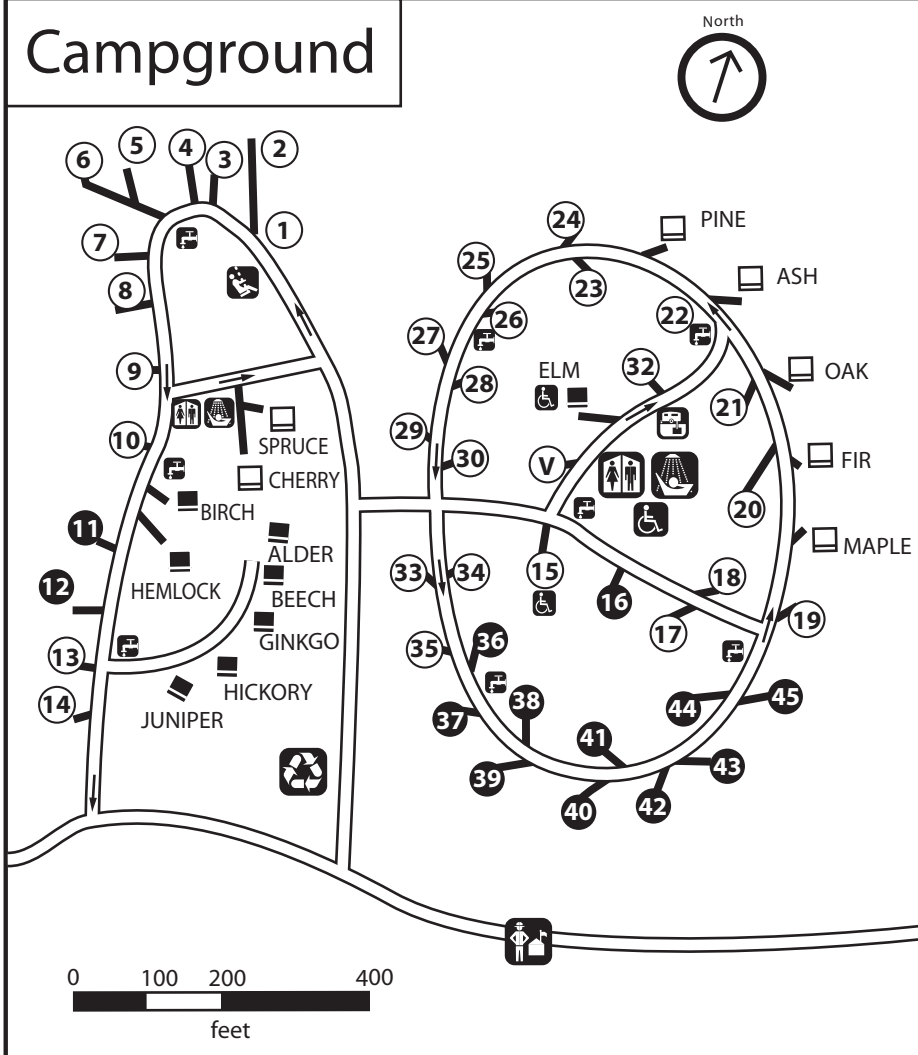 Campground
North
6
5
4
3
2
1
7
8
9
10
11
12
13
14
SPRUCE
CHERRY
BIRCH
ALDER
HEMLOCK
BEECH
GINKGO
HICKORY
JUNIPER
24
PINE
25
23
ASH
26
22
27
ELM
32
28
OAK
21
29
30
V
FIR
20
MAPLE
33
34
15
16
18
17
19
35
36
37
38
44
45
39
41
43
40
42
0 100 200 400
feet